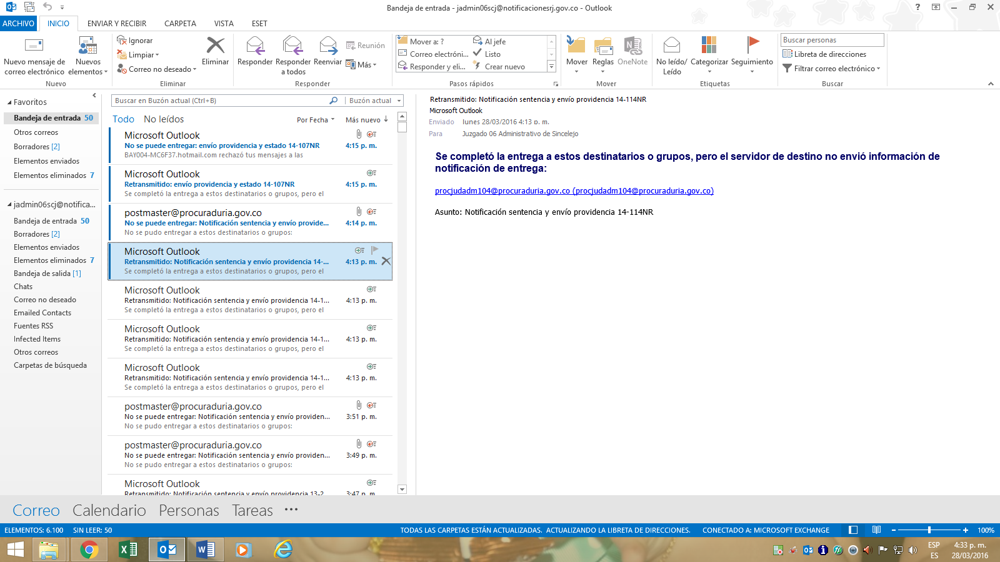 Bandeja de entrada - jadmin06scj@notificacionesrj.gov.co - Outlook
ARCHIVO INICIO ENVIAR Y RECIBIR CARPETA VISTA ESET
Nuevo mensaje de correo electrónico
Nuevos elementos
Nuevo
Ignorar
Limpiar
Correo no deseado
Eliminar
Eliminar
Responder
Responder a todos
Reenviar
Reunión
Más
Responder
Mover a: ?
Correo electróni...
Responder y eli...
Al jefe
Listo
Crear nuevo
Pasos rápidos
Mover
Reglas
OneNote
Mover
No leído/ Leído
Categorizar
Seguimiento
Etiquetas
Buscar personas
Libreta de direcciones
Filtrar correo electrónico
Buscar
Favoritos
Bandeja de entrada 50
Otros correos
Borradores [2]
Elementos enviados
Elementos eliminados 7
jadmin06scj@notifica...
Bandeja de entrada 50
Borradores [2]
Elementos enviados
Elementos eliminados 7
Bandeja de salida [1]
Chats
Correo no deseado
Emailed Contacts
Fuentes RSS
Infected Items
Otros correos
Carpetas de búsqueda
Buscar en Buzón actual (Ctrl+B) Buzón actual
Todo No leídos Por Fecha Más nuevo
Microsoft Outlook
No se puede entregar: envío providencia y estado 14-107NR 4:15 p. m.
BAY004-MC6F37.hotmail.com rechazó tus mensajes a las
Microsoft Outlook
Retransmitido: envío providencia y estado 14-107NR 4:15 p. m.
Se completó la entrega a estos destinatarios o grupos, pero el
postmaster@procuraduria.gov.co
No se puede entregar: Notificación sentencia y envío provide... 4:14 p. m.
No se pudo entregar a estos destinatarios o grupos:
Microsoft Outlook
Retransmitido: Notificación sentencia y envío providencia 14-... 4:13 p. m.
Se completó la entrega a estos destinatarios o grupos, pero el
Microsoft Outlook
Retransmitido: Notificación sentencia y envío providencia 14-1... 4:13 p. m.
Se completó la entrega a estos destinatarios o grupos, pero el
Microsoft Outlook
Retransmitido: Notificación sentencia y envío providencia 14-1... 4:13 p. m.
Se completó la entrega a estos destinatarios o grupos, pero el
Microsoft Outlook
Retransmitido: Notificación sentencia y envío providencia 14-1... 4:13 p. m.
Se completó la entrega a estos destinatarios o grupos, pero el
postmaster@procuraduria.gov.co
No se puede entregar: Notificación sentencia y envío providen... 3:51 p. m.
No se pudo entregar a estos destinatarios o grupos:
postmaster@procuraduria.gov.co
No se puede entregar: Notificación sentencia y envío providen... 3:49 p. m.
No se pudo entregar a estos destinatarios o grupos:
Microsoft Outlook
Retransmitido: Notificación sentencia y envío providencia 13-2... 3:47 p. m.
Retransmitido: Notificación sentencia y envío providencia 14-114NR
Microsoft Outlook
Enviado lunes 28/03/2016 4:13 p. m.
Para Juzgado 06 Administrativo de Sincelejo
Se completó la entrega a estos destinatarios o grupos, pero el servidor de destino no envió información de
notificación de entrega:
procjudadm104@procuraduria.gov.co (procjudadm104@procuraduria.gov.co)
Asunto: Notificación sentencia y envío providencia 14-114NR
Correo Calendario Personas Tareas ...
ELEMENTOS: 6.100 SIN LEER: 50 TODAS LAS CARPETAS ESTÁN ACTUALIZADAS. ACTUALIZANDO LA LIBRETA DE DIRECCIONES. CONECTADO A: MICROSOFT EXCHANGE 100%
ESP 4:33 p. m.
ES 28/03/2016